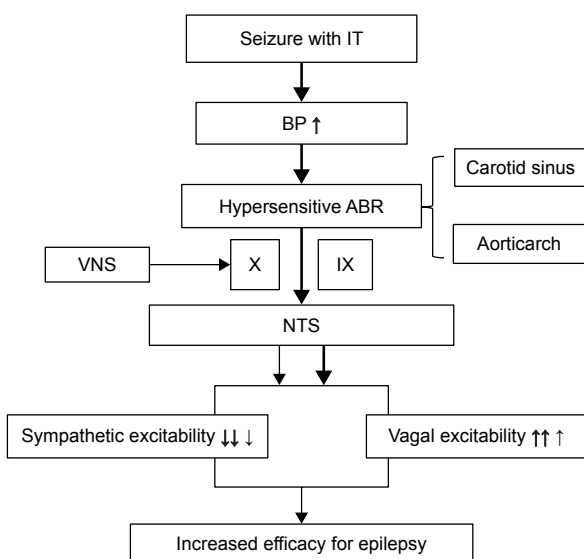 Seizure with IT
BP ↑
Hypersensitive ABR
Carotid sinus
Aorticarch
VNS
X
IX
NTS
Sympathetic excitability ↓↓ ↓
Vagal excitability ↑↑ ↑
Increased efficacy for epilepsy